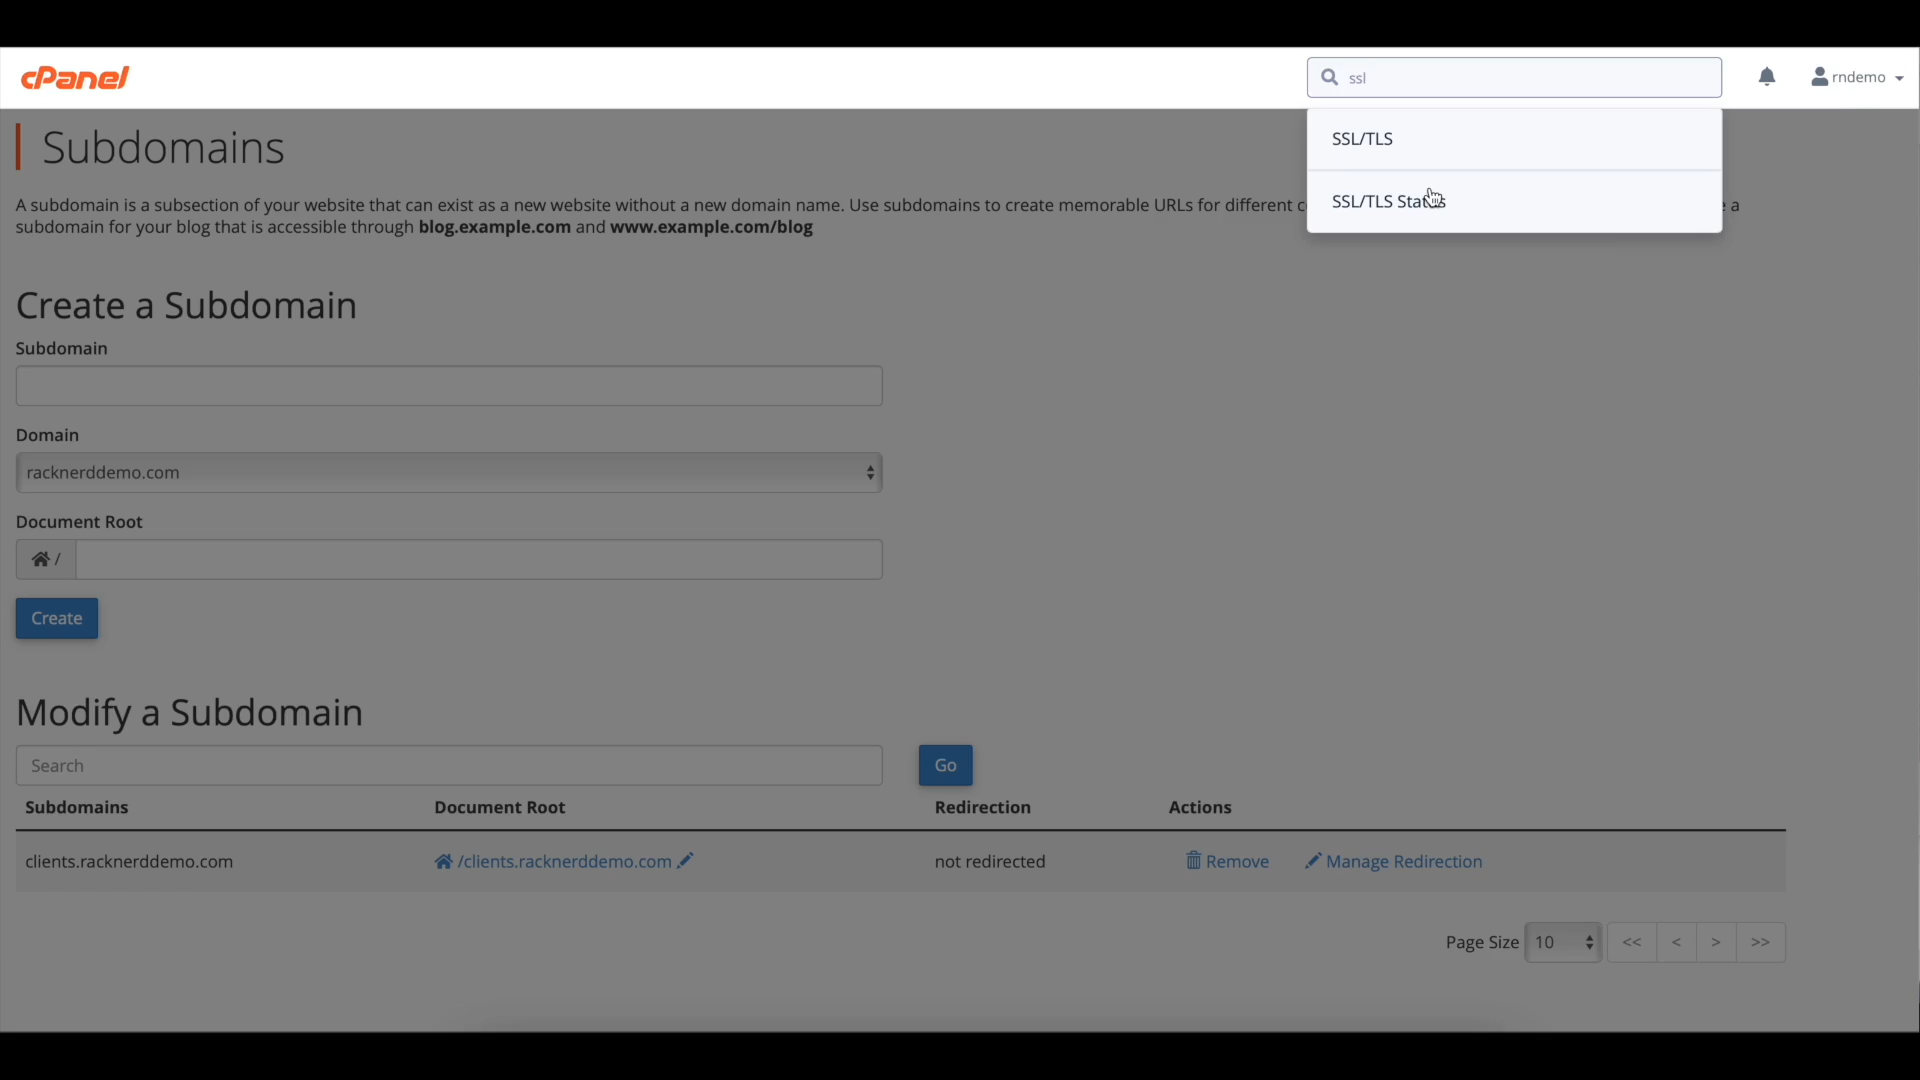 cPanel
ssl
rndemo
SSL/TLS
SSL/TLS Status
Subdomains
A subdomain is a subsection of your website that can exist as a new website without a new domain name. Use subdomains to create memorable URLs for different a
subdomain for your blog that is accessible through blog.example.com and www.example.com/blog
Create a Subdomain
Subdomain
Domain
racknerddemo.com
Document Root
/
Create
Modify a Subdomain
Search
Go
Subdomains Document Root Redirection Actions
clients.racknerddemo.com /clients.racknerddemo.com not redirected Remove Manage Redirection
Page Size 10 << < > >>